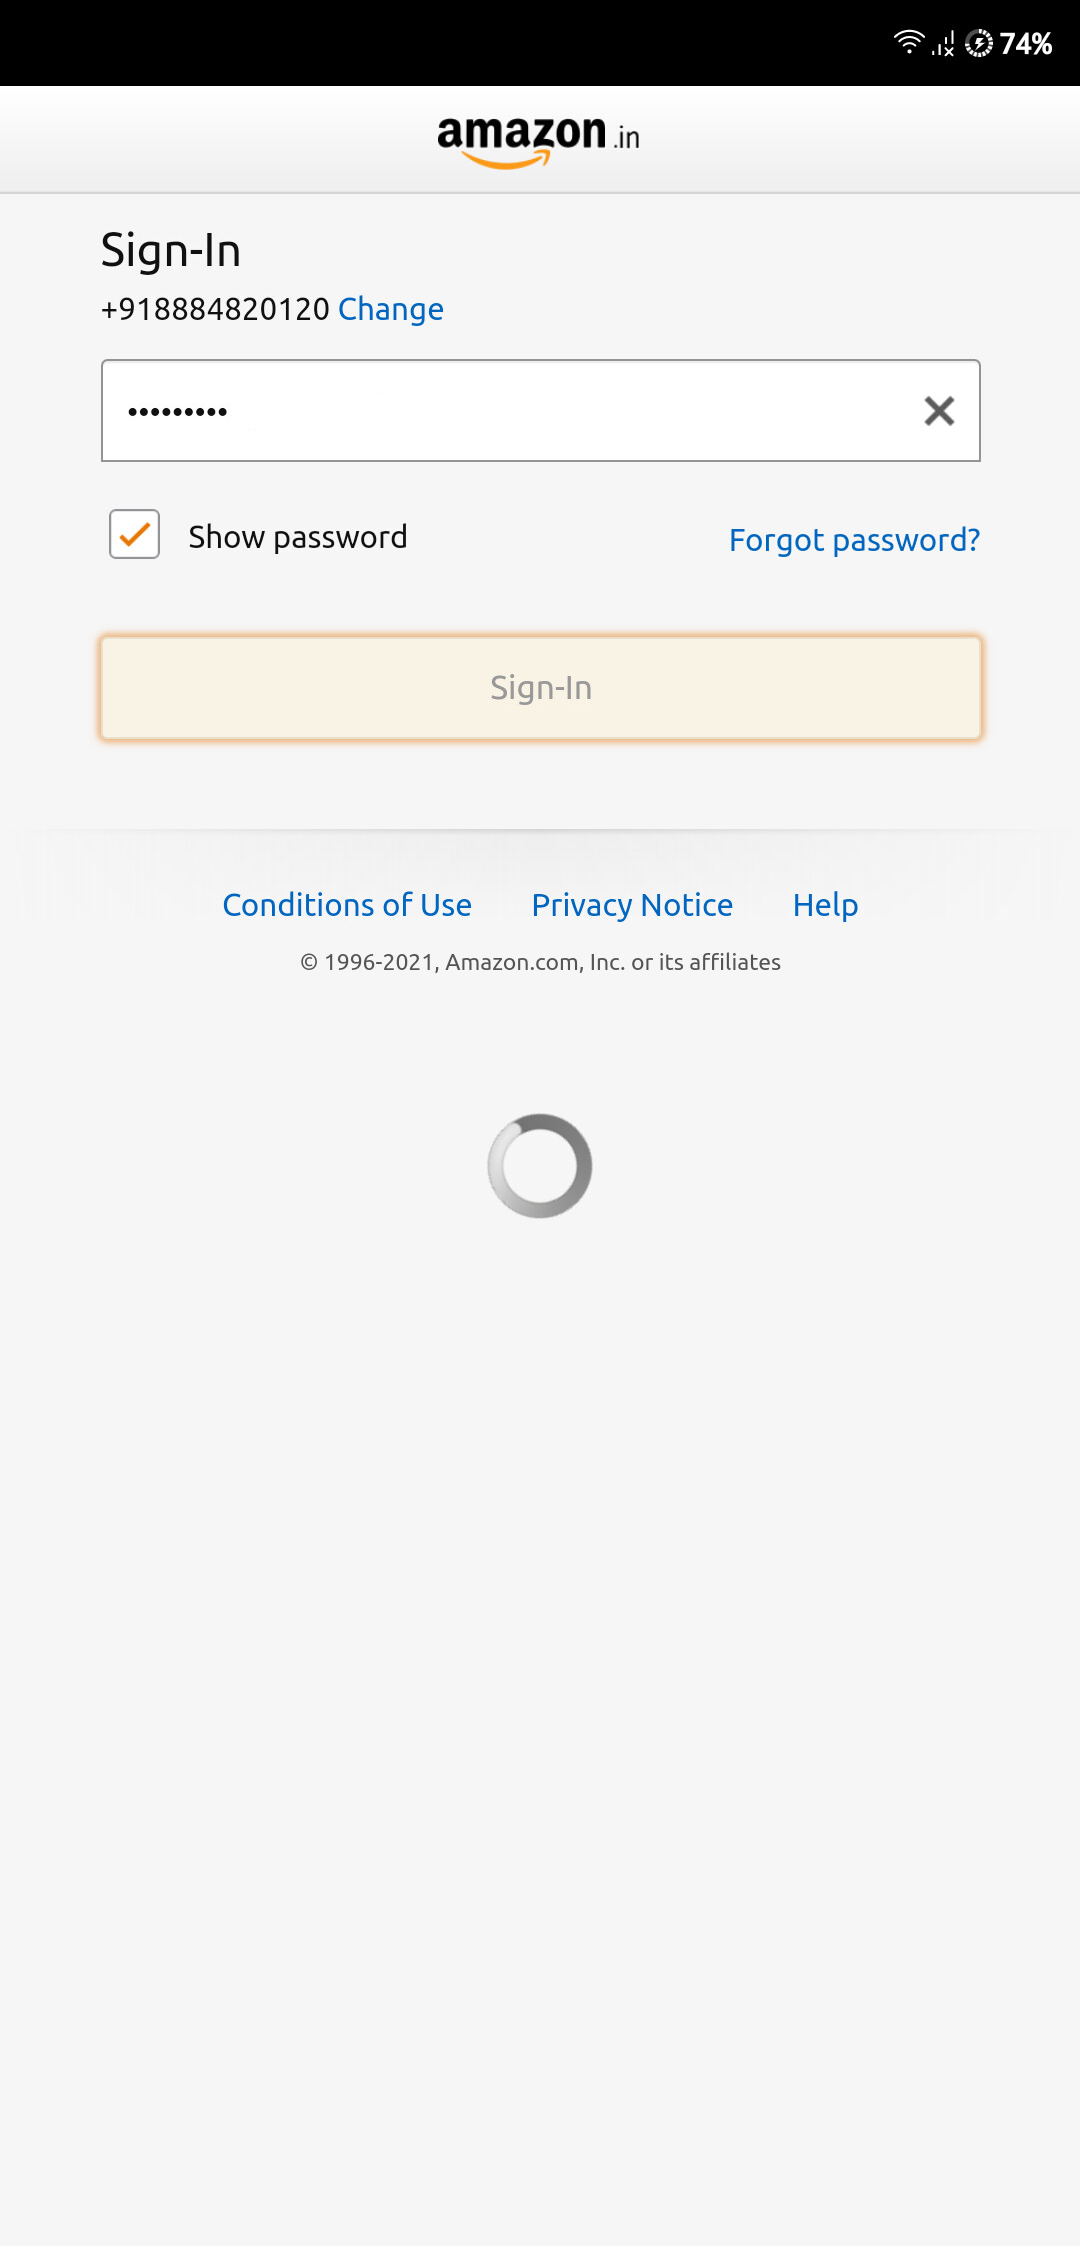 74%
amazon.in
Sign-In
+918884820120 Change
•••••••••
Show password
Forgot password?
Sign-In
Conditions of Use Privacy Notice Help
© 1996-2021, Amazon.com, Inc. or its affiliates